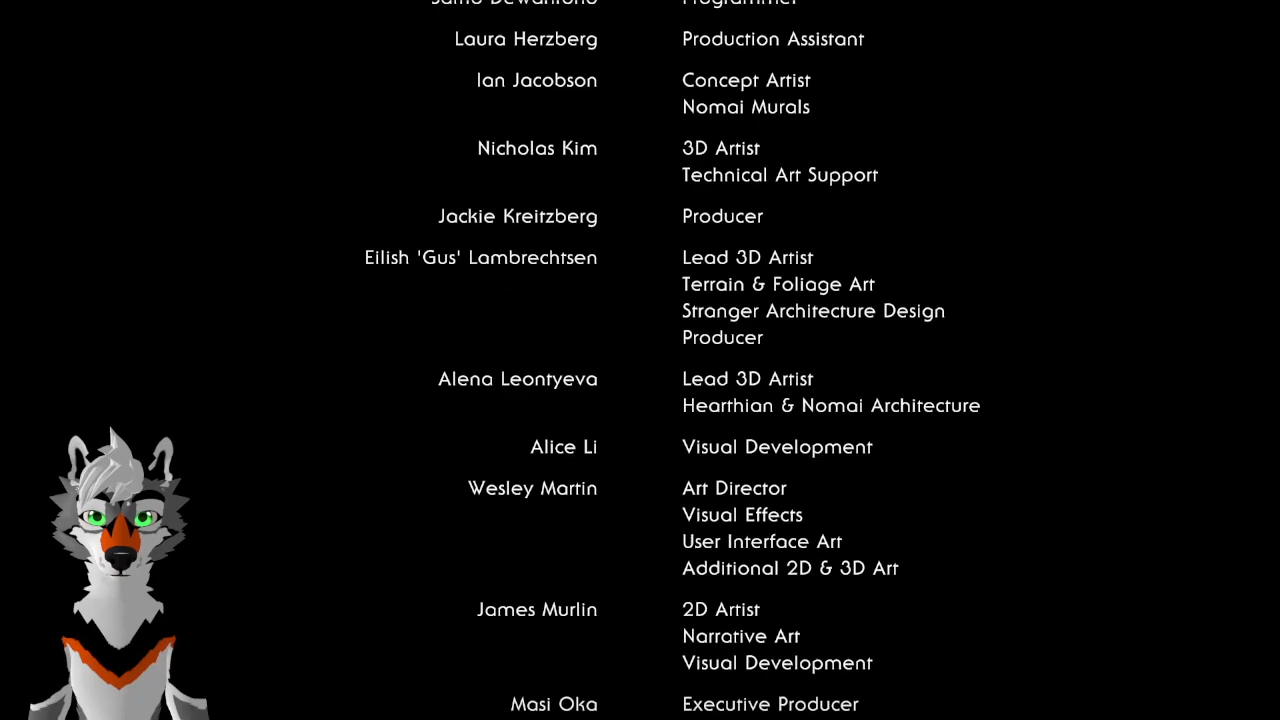 Laura Herzberg Production Assistant
Ian Jacobson Concept Artist
Nomai Murals
Nicholas Kim 3D Artist
Technical Art Support
Jackie Kreitzberg Producer
Eilish 'Gus' Lambrechtsen Lead 3D Artist
Terrain & Foliage Art
Stranger Architecture Design
Producer
Alena Leontyeva Lead 3D Artist
Hearthian & Nomai Architecture
Alice Li Visual Development
Wesley Martin Art Director
Visual Effects
User Interface Art
Additional 2D & 3D Art
James Murlin 2D Artist
Narrative Art
Visual Development
Masi Oka Executive Producer